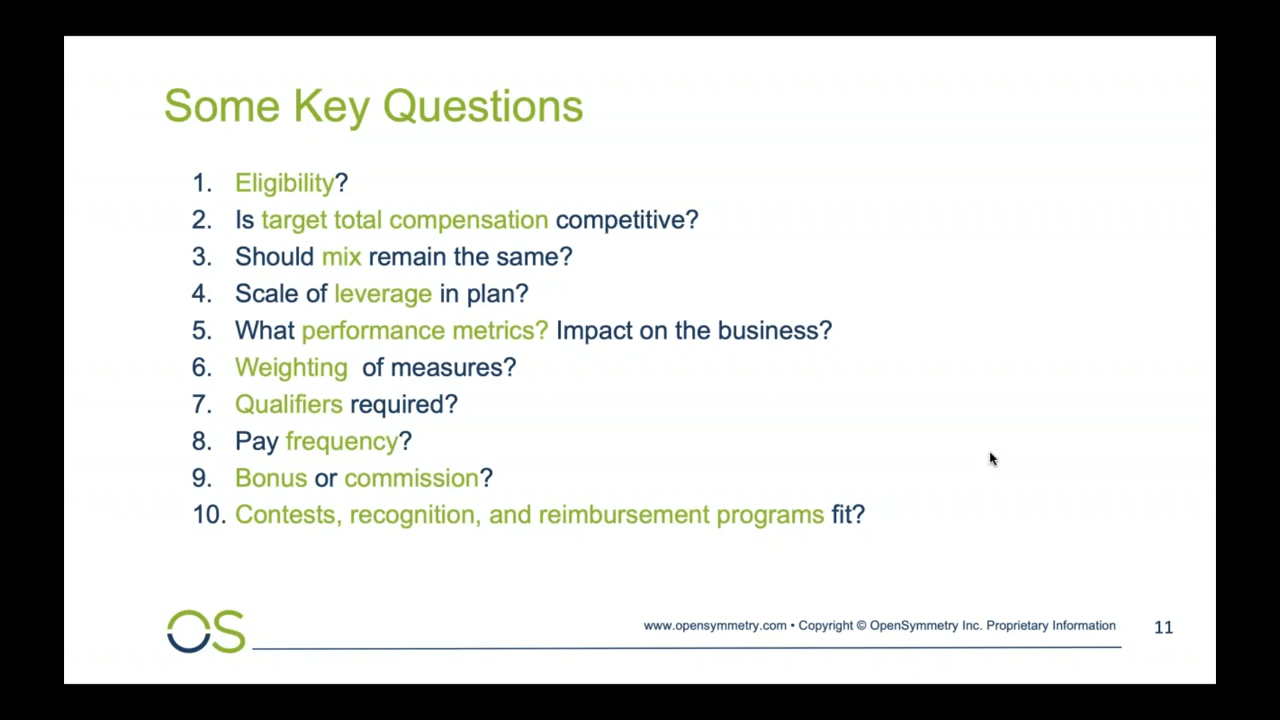 Some Key Questions
1. Eligibility?
2. Is target total compensation competitive?
3. Should mix remain the same?
4. Scale of leverage in plan?
5. What performance metrics? Impact on the business?
6. Weighting of measures?
7. Qualifiers required?
8. Pay frequency?
9. Bonus or commission?
10. Contests, recognition, and reimbursement programs fit?
OS
www.opensymmetry.com • Copyright © OpenSymmetry Inc. Proprietary Information
11